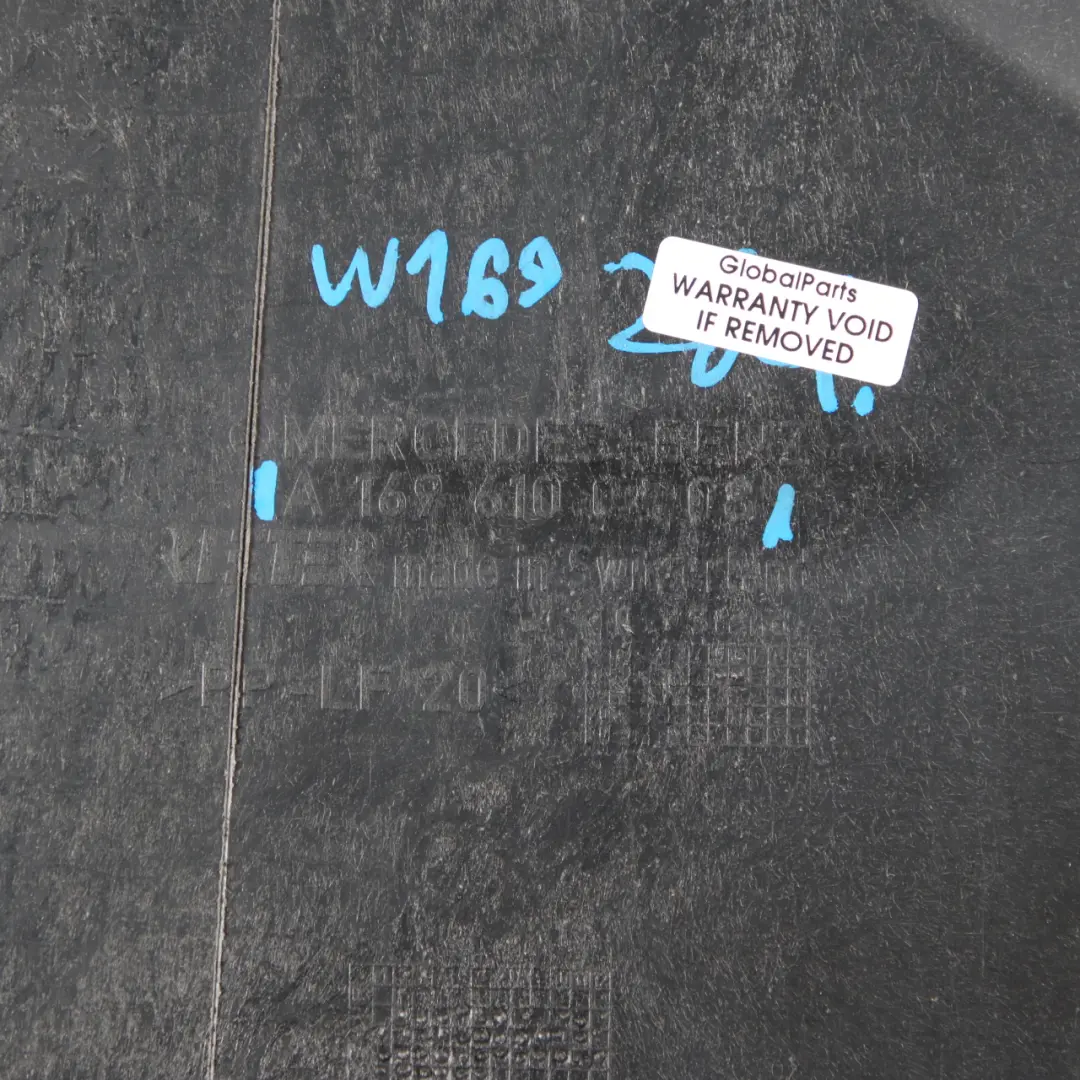 W169
GlobalParts
WARRANTY VOID
IF REMOVED
MERCEDES BENZ
A 169 610
made in Switzerland
PP-LF 20